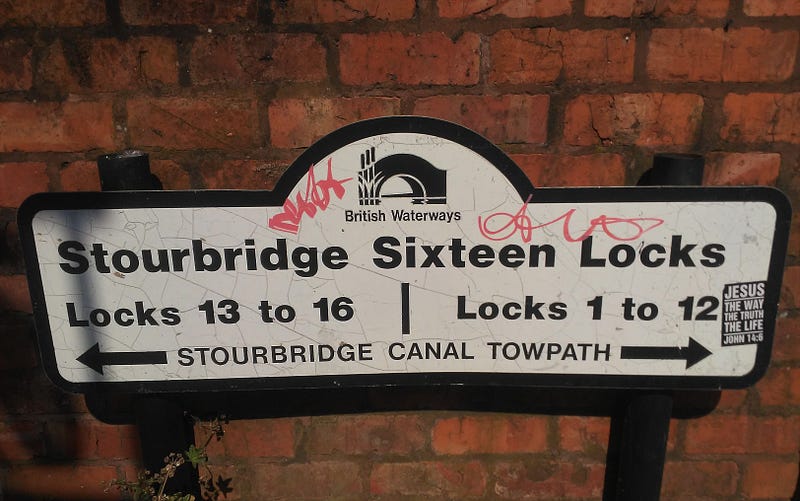 British Waterways
Stourbridge Sixteen Locks
Locks 13 to 16
Locks 1 to 12
STOURBRIDGE CANAL TOWPATH
JESUS
THE WAY
THE TRUTH
THE LIFE
JOHN 14:6